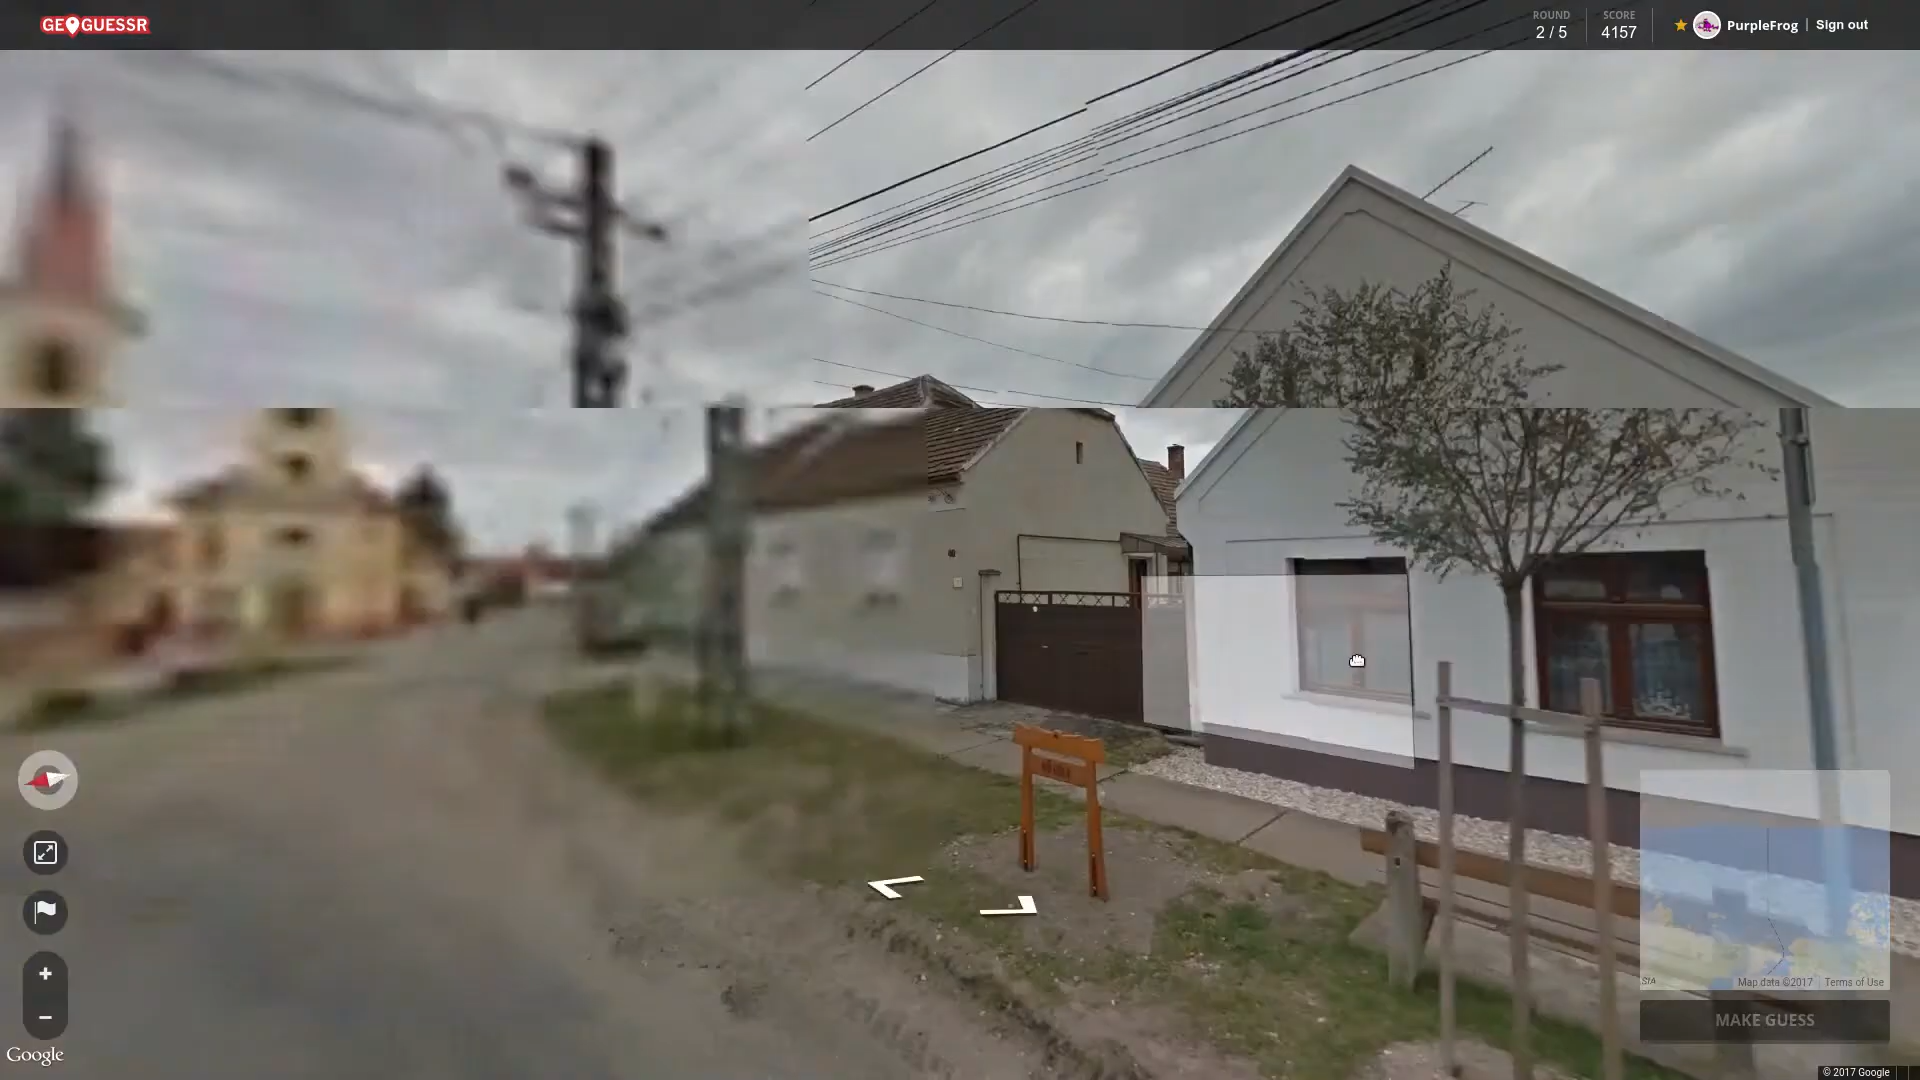 GEOGUESSR
ROUND
2 / 5
SCORE
4157
PurpleFrog
Sign out
SIA
Map data ©2017
Terms of Use
MAKE GUESS
Google
© 2017 Google